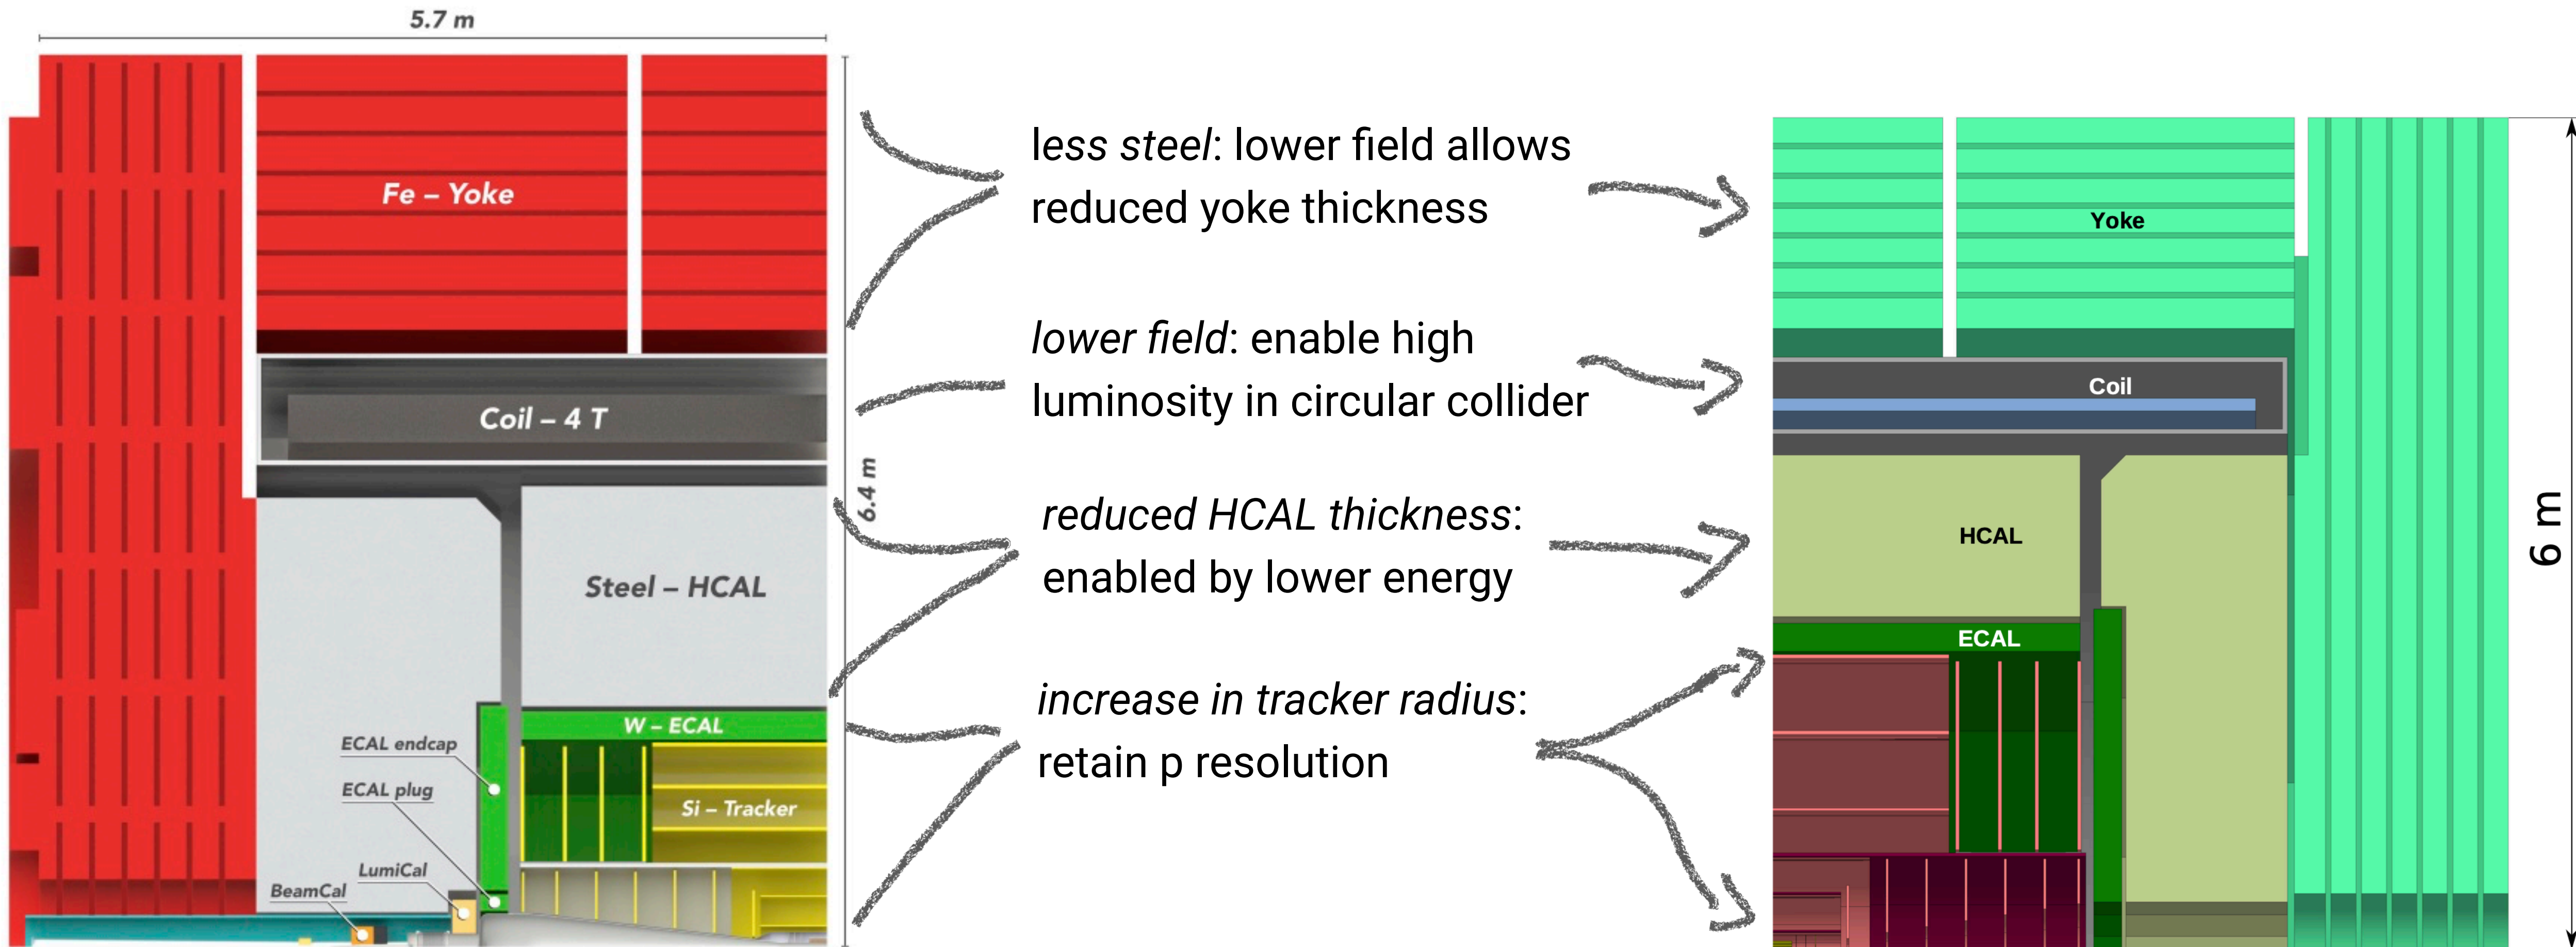 5.7 m
Fe – Yoke
Coil – 4 T
6.4 m
Steel – HCAL
W – ECAL
ECAL endcap
ECAL plug
Si – Tracker
LumiCal
BeamCal
less steel: lower field allows
reduced yoke thickness
lower field: enable high
luminosity in circular collider
reduced HCAL thickness:
enabled by lower energy
increase in tracker radius:
retain p resolution
Yoke
Coil
HCAL
ECAL
6 m